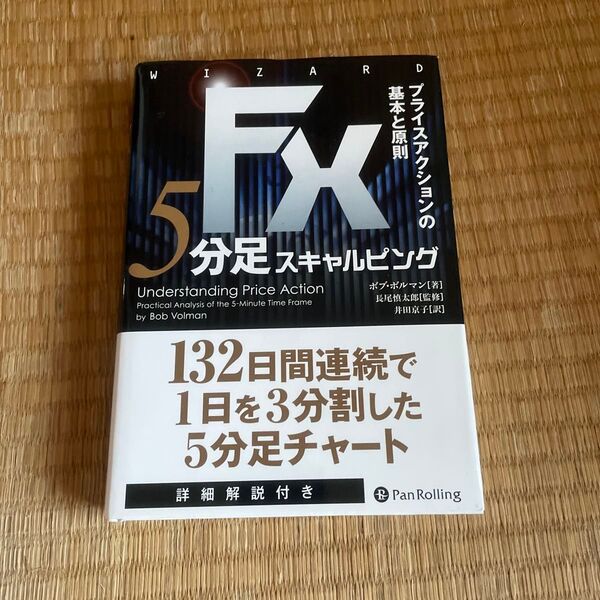 WIZARD
FX
プライスアクションの
基本と原則
5分足スキャルピング
Understanding Price Action
Practical Analysis of the 5-Minute Time Frame
by Bob Volman
ボブ・ボルマン[著]
長尾慎太郎[監修]
井田京子[訳]
132日間連続で
1日を3分割した
5分足チャート
詳細解説付き
PanRolling